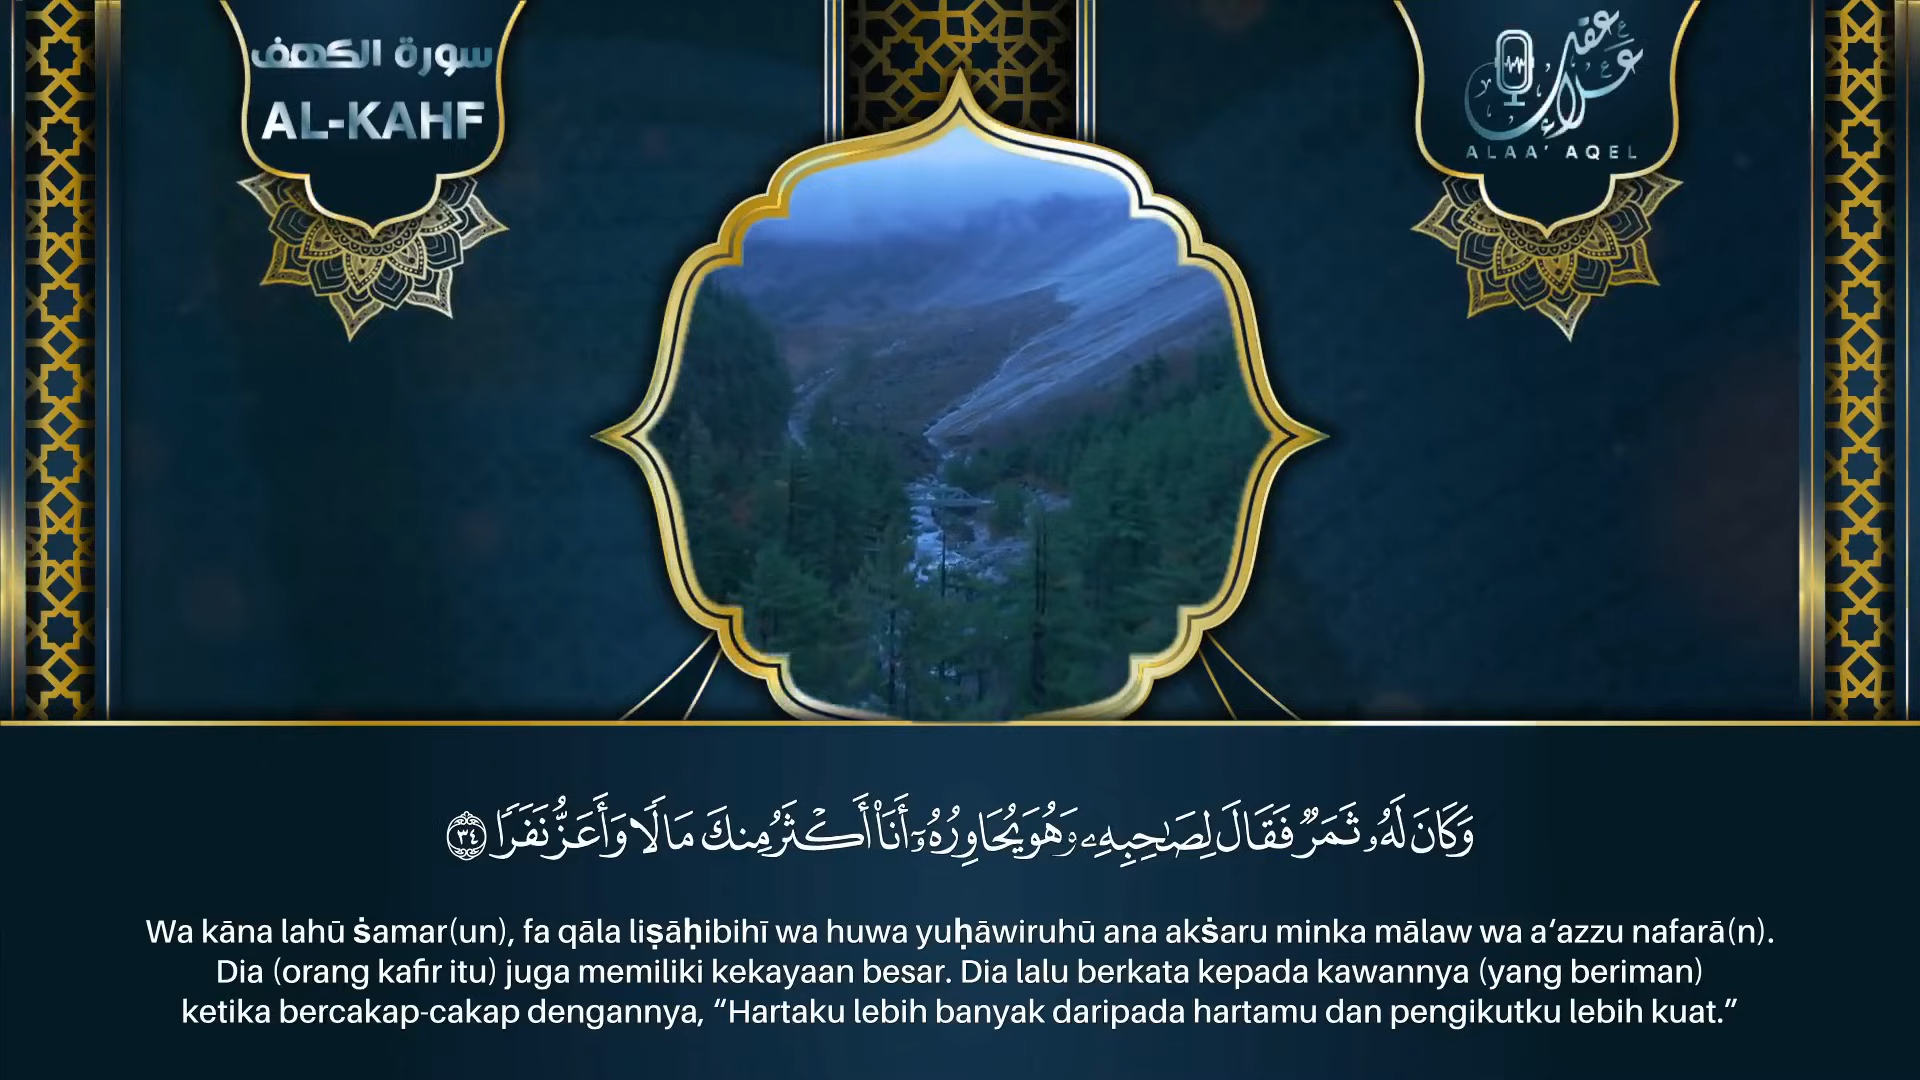 سورة الكهف
AL-KAHF
علاء عقل
ALAA' AQEL
وَكَانَ لَهُۥ ثَمَرٌ فَقَالَ لِصَٰحِبِهِۦ وَهُوَ يُحَاوِرُهُۥٓ أَنَا۠ أَكْثَرُ مِنكَ مَالًا وَأَعَزُّ نَفَرًا ٣٤
Wa kāna lahū ṡamar(un), fa qāla liṣāḥibihī wa huwa yuḥāwiruhū ana akṡaru minka mālaw wa a‘azzu nafarā(n).
Dia (orang kafir itu) juga memiliki kekayaan besar. Dia lalu berkata kepada kawannya (yang beriman)
ketika bercakap-cakap dengannya, “Hartaku lebih banyak daripada hartamu dan pengikutku lebih kuat.”